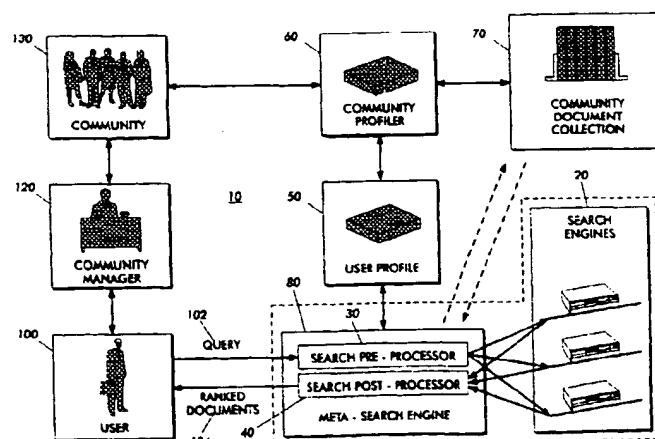 130
COMMUNITY
60
COMMUNITY
PROFILER
70
COMMUNITY
DOCUMENT
COLLECTION
120
COMMUNITY
MANAGER
10
50
USER PROFILE
20
SEARCH
ENGINES
100
USER
102
QUERY
RANKED
DOCUMENTS
80
30
SEARCH PRE - PROCESSOR
SEARCH POST - PROCESSOR
40
META - SEARCH ENGINE